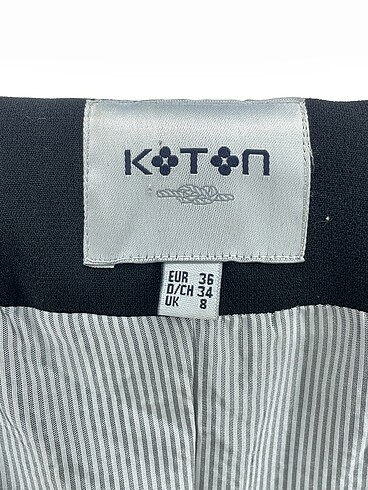 KOTON
EUR 36
D/CH 34
UK 8